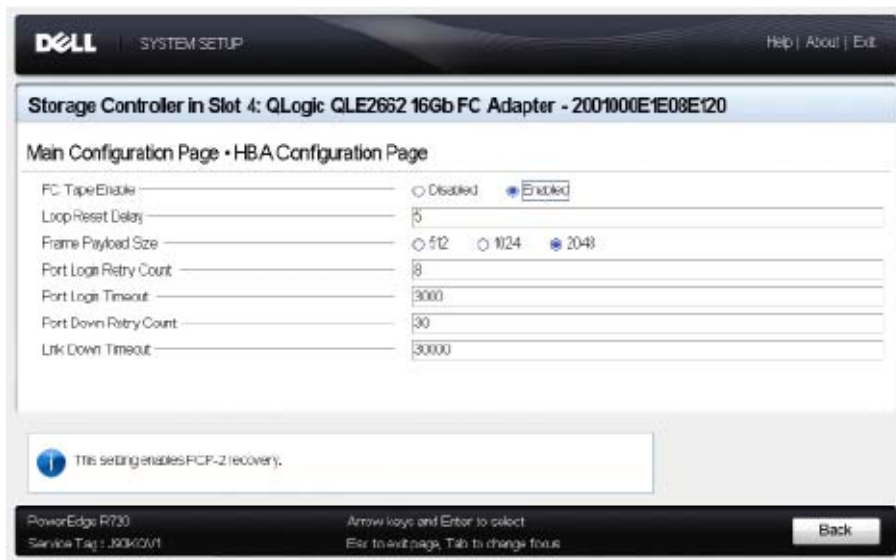 DELL SYSTEM SETUP Help | About | Exit
Storage Controller in Slot 4: QLogic QLE2662 16Gb FC Adapter - 2001000E1E08E120
Main Configuration Page • HBA Configuration Page
FC Tape Enable Disabled Enabled
Loop Reset Delay 5
Frame Payload Size 512 1024 2048
Port Login Retry Count 8
Port Login Timeout 3000
Port Down Retry Count 30
Link Down Timeout 30000
This setting enables FCP-2 recovery.
PowerEdge R730 Arrow keys and Enter to select
Service Tag : Esc to exit page, Tab to change focus Back